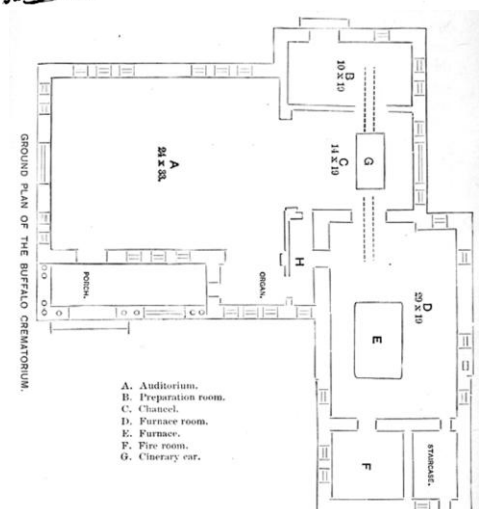 B
10 x 19
A
24 x 33.
C
14 x 19
G
H
D
29 x 19
ORGAN.
PORCH.
E
F
STAIRCASE.
GROUND PLAN OF THE BUFFALO CREMATORIUM.
A. Auditorium.
B. Preparation room.
C. Chancel.
D. Furnace room.
E. Furnace.
F. Fire room.
G. Cinerary car.